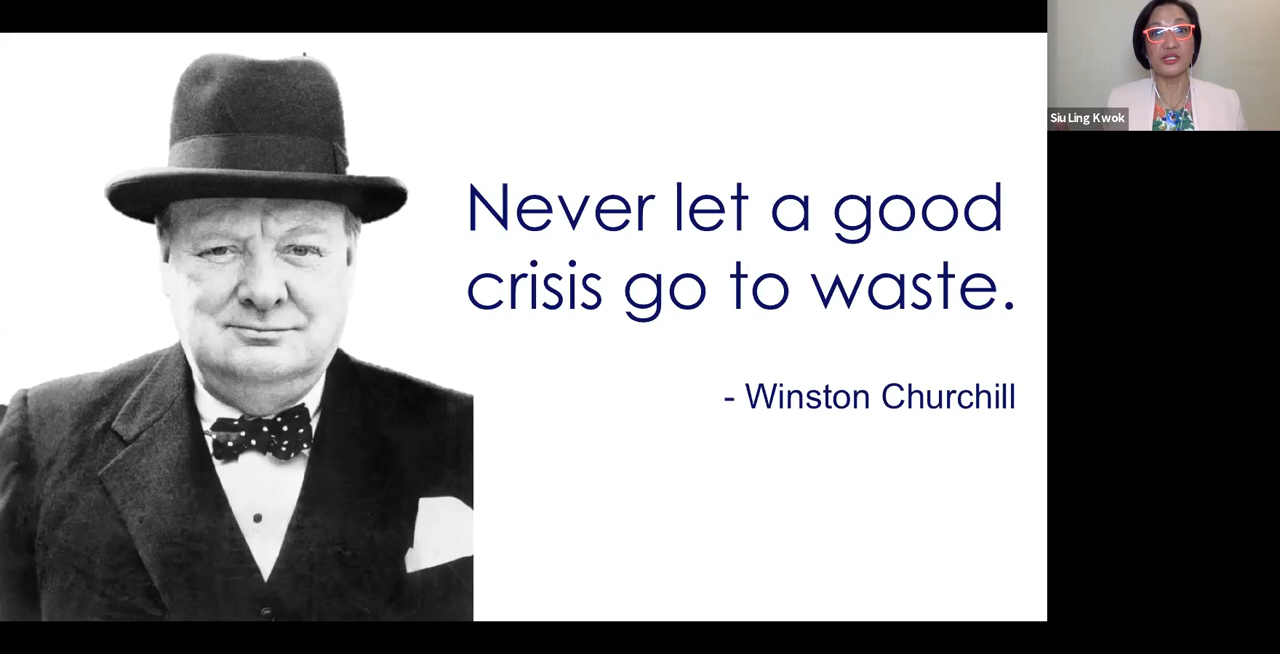 Never let a good
crisis go to waste.
- Winston Churchill
Siu Ling Kwok